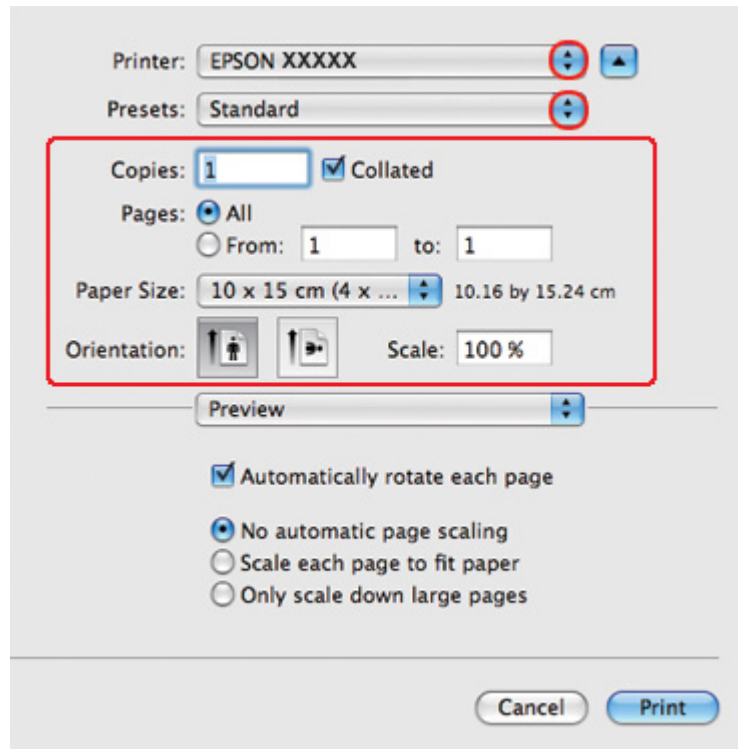 Printer: EPSON XXXXX
Presets: Standard
Copies: 1 Collated
Pages: All
From: 1 to: 1
Paper Size: 10 x 15 cm (4 x ... 10.16 by 15.24 cm
Orientation: Scale: 100 %
Preview
Automatically rotate each page
No automatic page scaling
Scale each page to fit paper
Only scale down large pages
Cancel Print